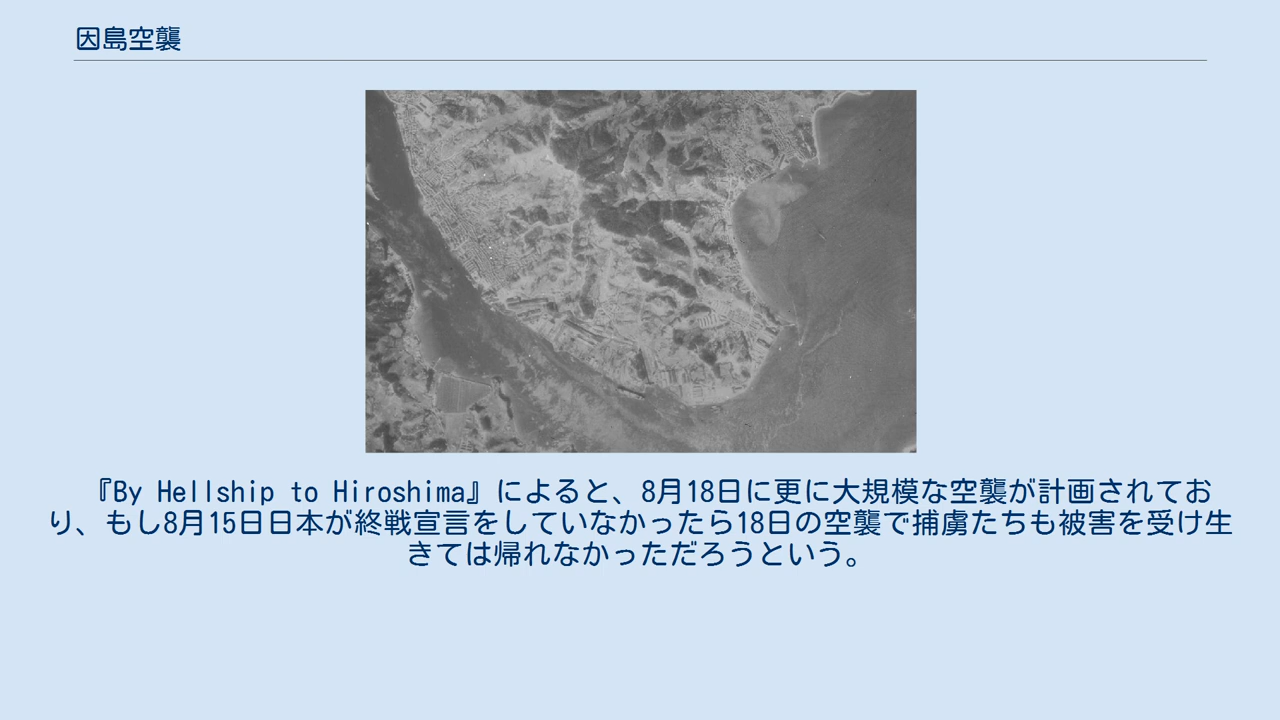 因島空襲
『By Hellship to Hiroshima』によると、8月18日に更に大規模な空襲が計画されてお
り、もし8月15日日本が終戦宣言をしていなかったら18日の空襲で捕虜たちも被害を受け生
きては帰れなかっただろうという。